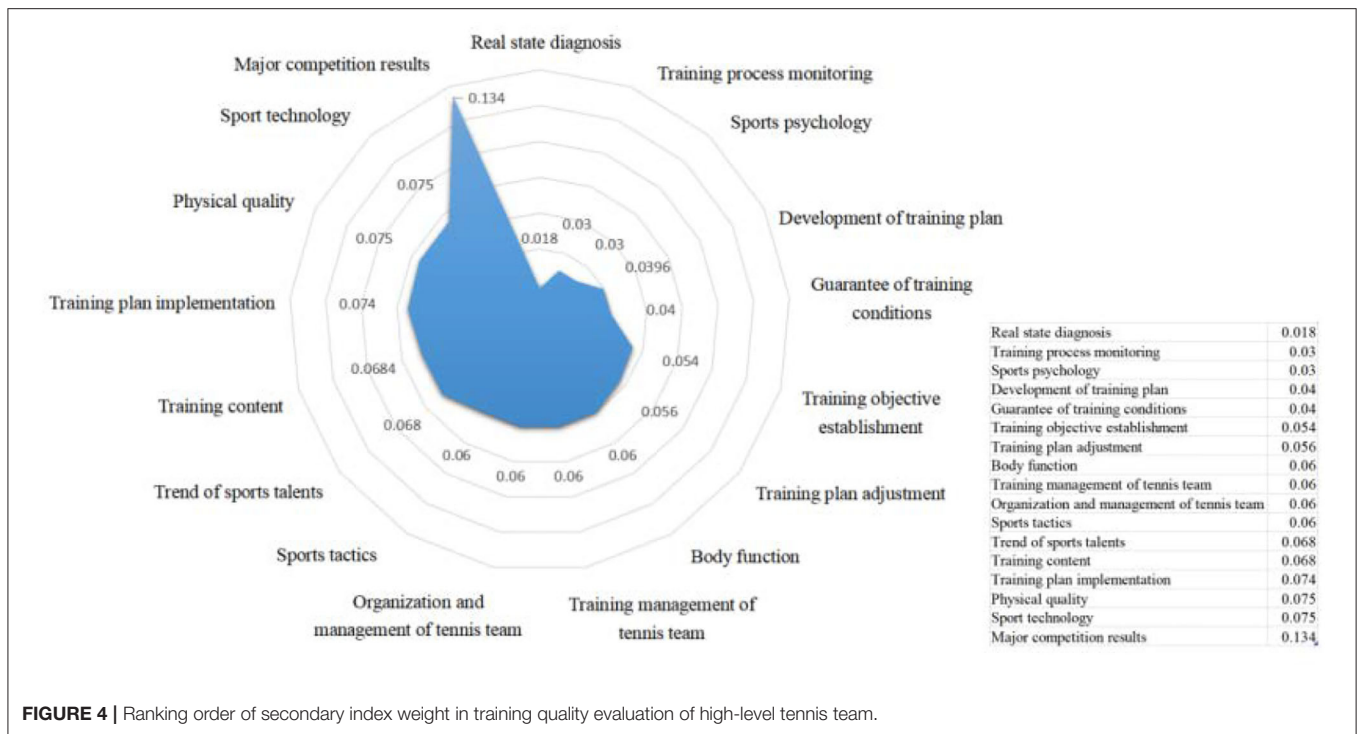 Real state diagnosis
Major competition results
Training process monitoring
0.134
Sport technology
Sports psychology
0.075
Physical quality
Development of training plan
0.03
0.075
0.018
0.03
0.0396
Guarantee of training
conditions
Training plan implementation
0.074
0.04
0.054
0.0684
Training content
Training objective
establishment
0.056
0.068
0.06
0.06
0.06
0.06
Trend of sports talents
Training plan adjustment
Sports tactics
Body function
Organization and
management of tennis team
Training management of
tennis team
Real state diagnosis 0.018
Training process monitoring 0.03
Sports psychology 0.03
Development of training plan 0.04
Guarantee of training conditions 0.04
Training objective establishment 0.054
Training plan adjustment 0.056
Body function 0.06
Training management of tennis team 0.06
Organization and management of tennis team 0.06
Sports tactics 0.06
Trend of sports talents 0.068
Training content 0.068
Training plan implementation 0.074
Physical quality 0.075
Sport technology 0.075
Major competition results 0.134
FIGURE 4 | Ranking order of secondary index weight in training quality evaluation of high-level tennis team.